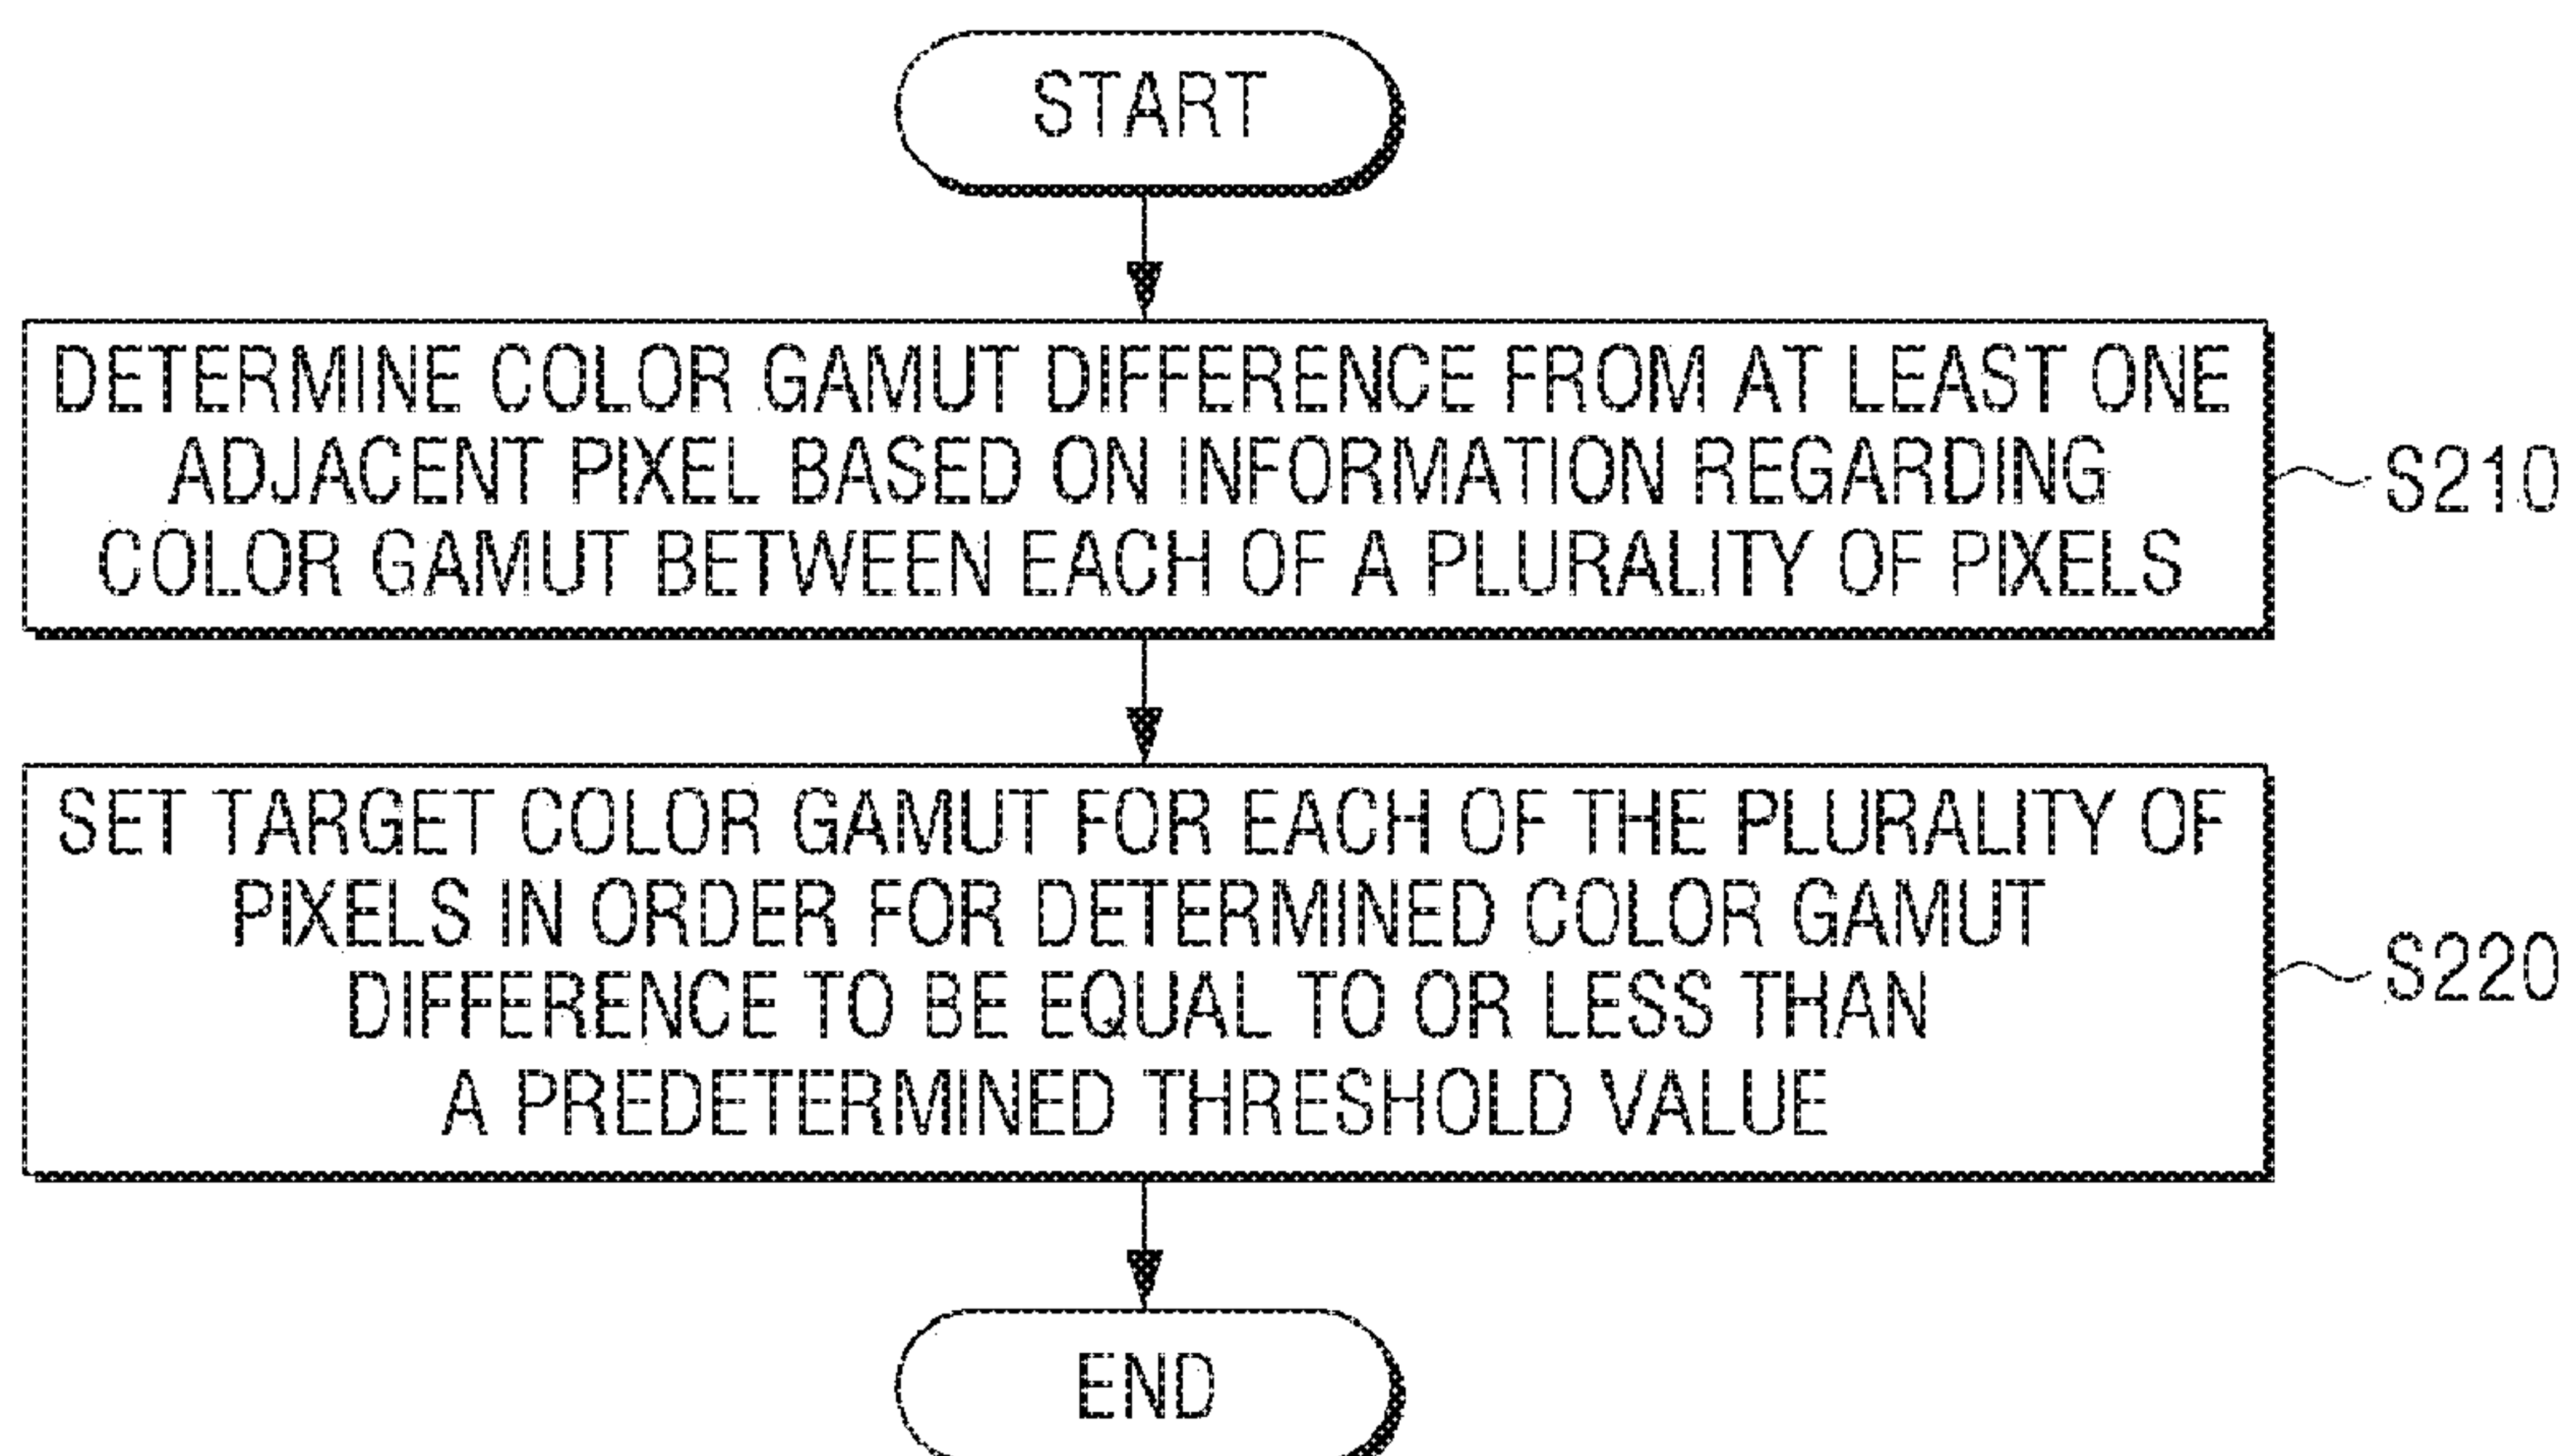 START
DETERMINE COLOR GAMUT DIFFERENCE FROM AT LEAST ONE
ADJACENT PIXEL BASED ON INFORMATION REGARDING
COLOR GAMUT BETWEEN EACH OF A PLURALITY OF PIXELS
S210
SET TARGET COLOR GAMUT FOR EACH OF THE PLURALITY OF
PIXELS IN ORDER FOR DETERMINED COLOR GAMUT
DIFFERENCE TO BE EQUAL TO OR LESS THAN
A PREDETERMINED THRESHOLD VALUE
S220
END